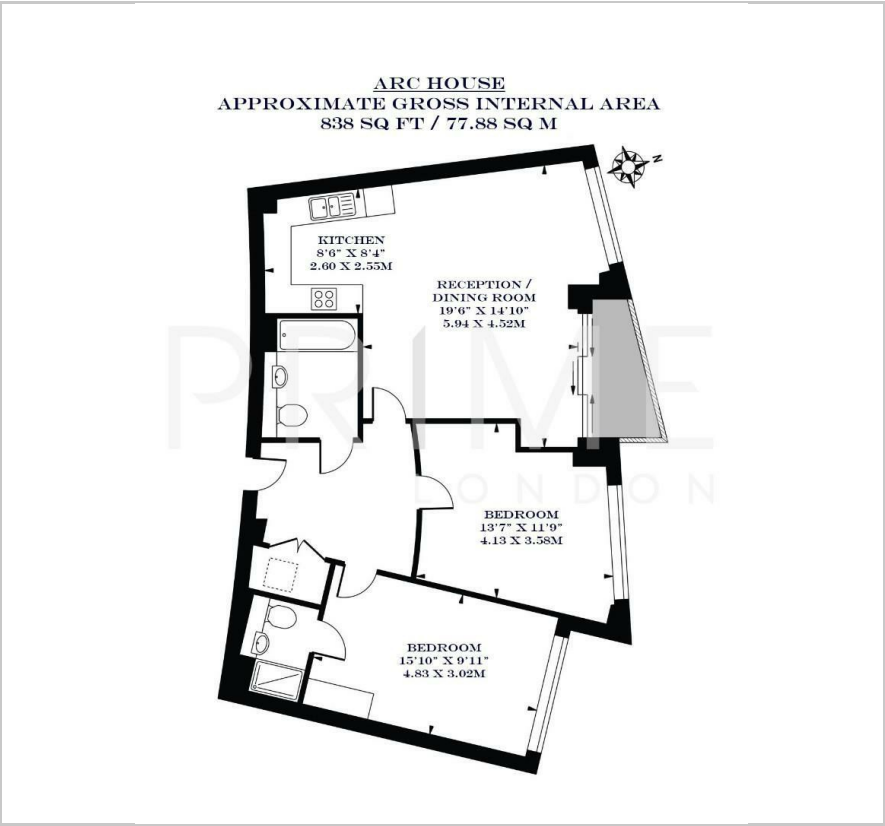 ARC HOUSE
APPROXIMATE GROSS INTERNAL AREA
838 SQ FT / 77.88 SQ M
N
KITCHEN
8'6" X 8'4"
2.60 X 2.55M
RECEPTION /
DINING ROOM
19'6" X 14'10"
5.94 X 4.52M
PRIME
LONDON
BEDROOM
13'7" X 11'9"
4.13 X 3.58M
BEDROOM
15'10" X 9'11"
4.83 X 3.02M